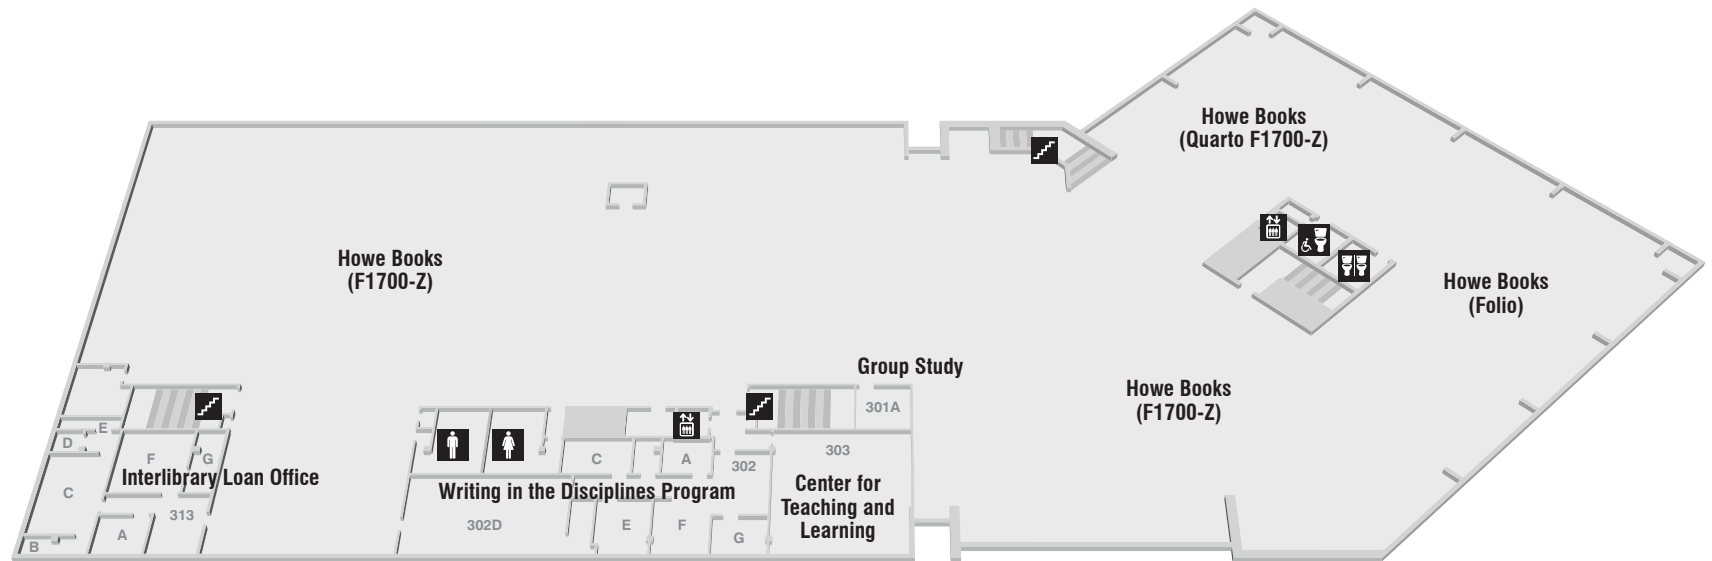 Howe Books
(Quarto F1700-Z)
Howe Books
(F1700-Z)
Howe Books
(Folio)
Group Study
Howe Books
(F1700-Z)
301A
E
D
F
G
Interlibrary Loan Office
C
313
A
B
C
A
302
303
Writing in the Disciplines Program
302D
E
F
G
Center for
Teaching and
Learning